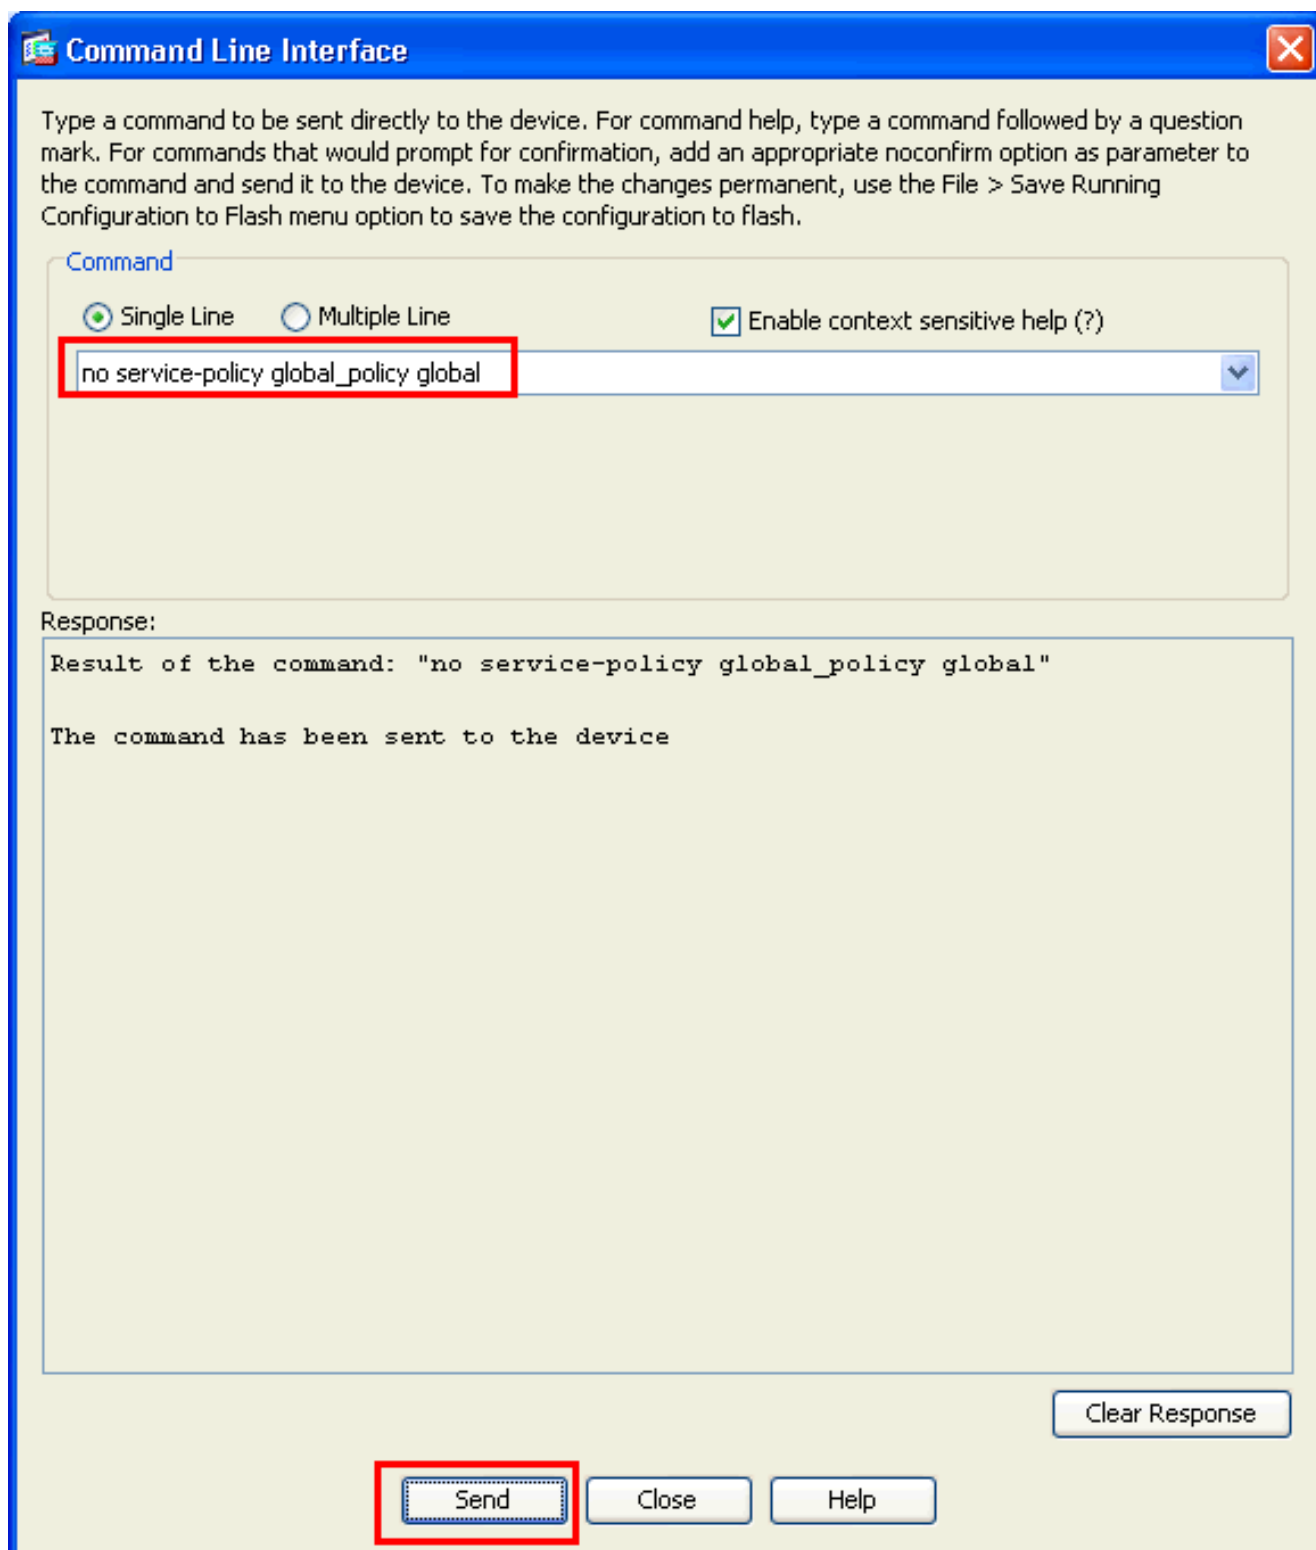 Command Line Interface
Type a command to be sent directly to the device. For command help, type a command followed by a question
mark. For commands that would prompt for confirmation, add an appropriate noconfirm option as parameter to
the command and send it to the device. To make the changes permanent, use the File > Save Running
Configuration to Flash menu option to save the configuration to flash.
Command
Single Line Multiple Line Enable context sensitive help (?)
no service-policy global_policy global
Response:
Result of the command: "no service-policy global_policy global"
The command has been sent to the device
Clear Response
Send Close Help